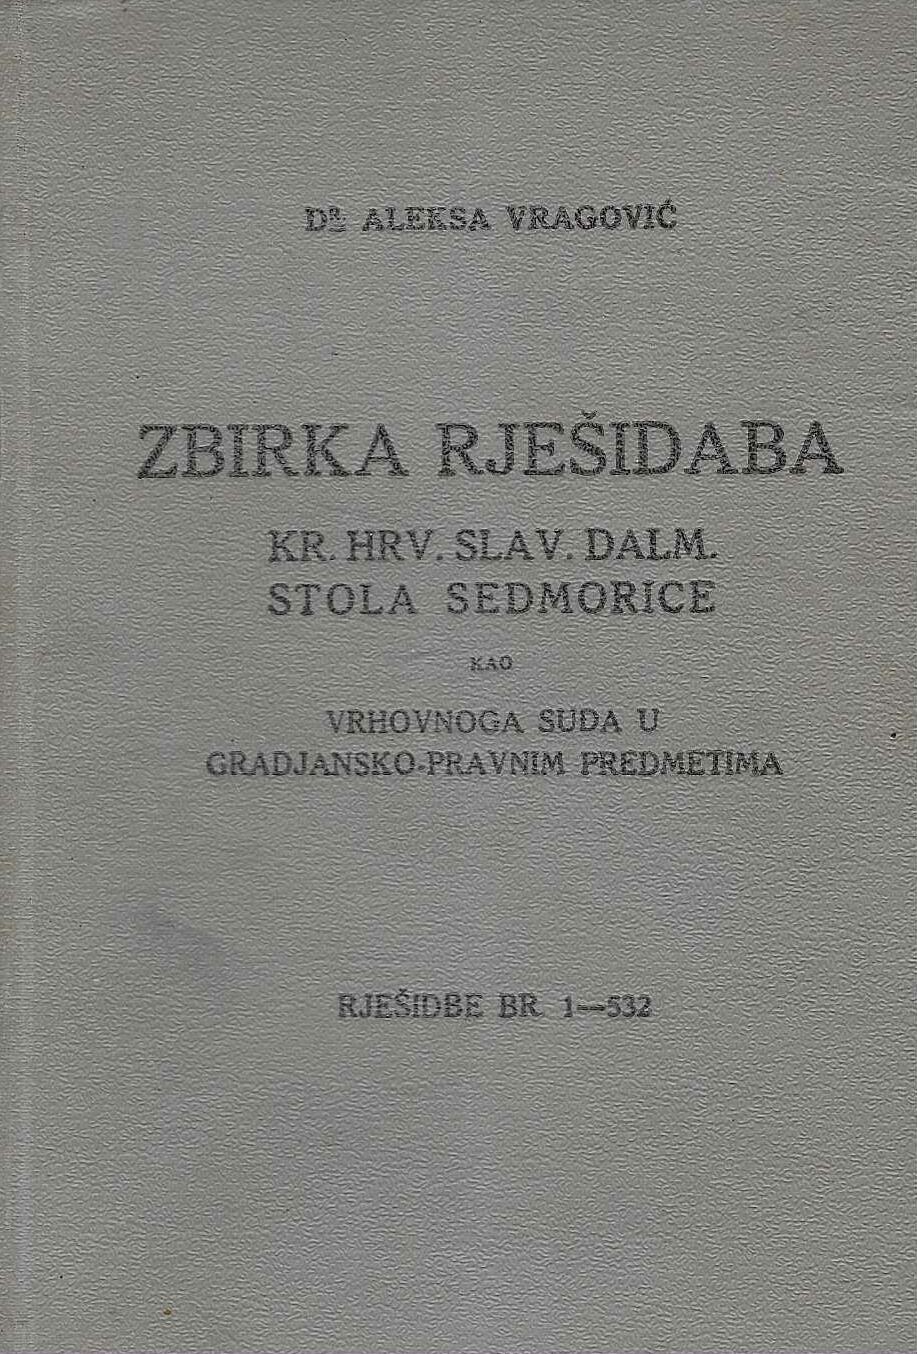 DR. ALEKSA VRAGOVIĆ
ZBIRKA RJEŠIDABA
KR. HRV. SLAV. DALM.
STOLA SEDMORICE
KAO
VRHOVNOGA SUDA U
GRADJANSKO-PRAVNIM PREDMETIMA
RJEŠIDBE BR. 1—532